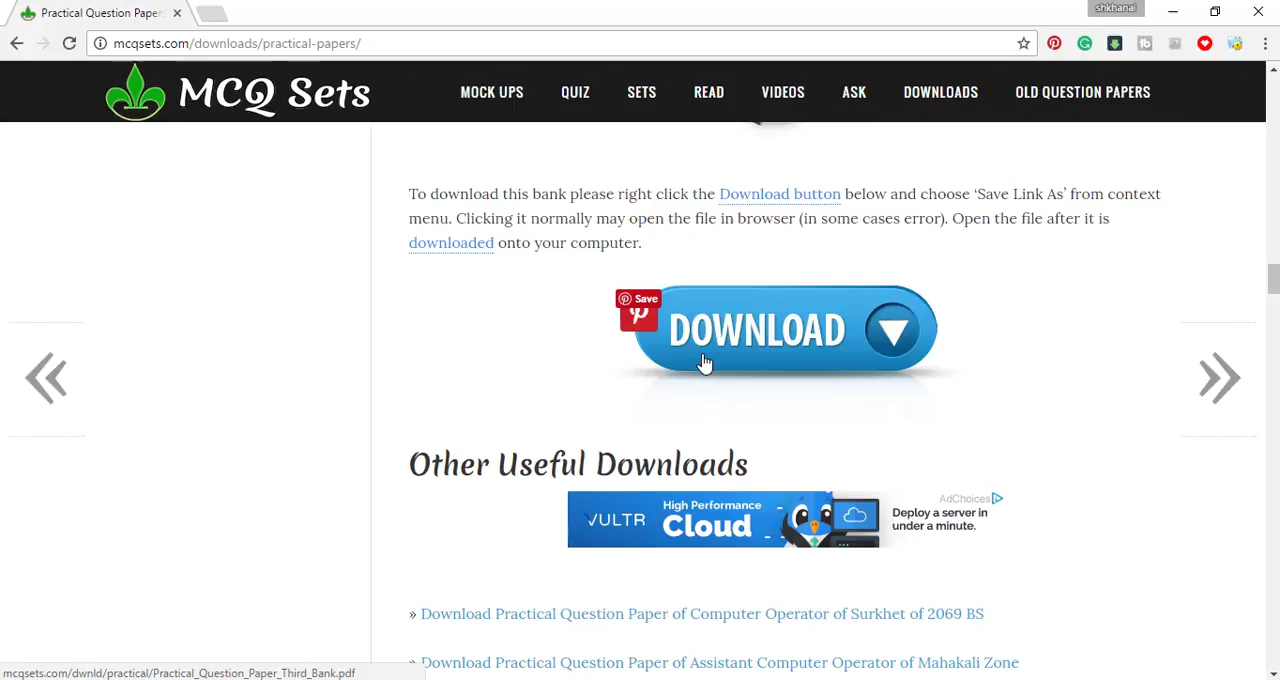 Practical Question Paper
shkhanal
mcqsets.com/downloads/practical-papers/
MCQ Sets
MOCK UPS QUIZ SETS READ VIDEOS ASK DOWNLOADS OLD QUESTION PAPERS
To download this bank please right click the Download button below and choose ‘Save Link As’ from context
menu. Clicking it normally may open the file in browser (in some cases error). Open the file after it is
downloaded onto your computer.
Save
DOWNLOAD
Other Useful Downloads
AdChoices
VULTR
High Performance
Cloud
Deploy a server in
under a minute.
» Download Practical Question Paper of Computer Operator of Surkhet of 2069 BS
» Download Practical Question Paper of Assistant Computer Operator of Mahakali Zone
mcqsets.com/dwnld/practical/Practical_Question_Paper_Third_Bank.pdf